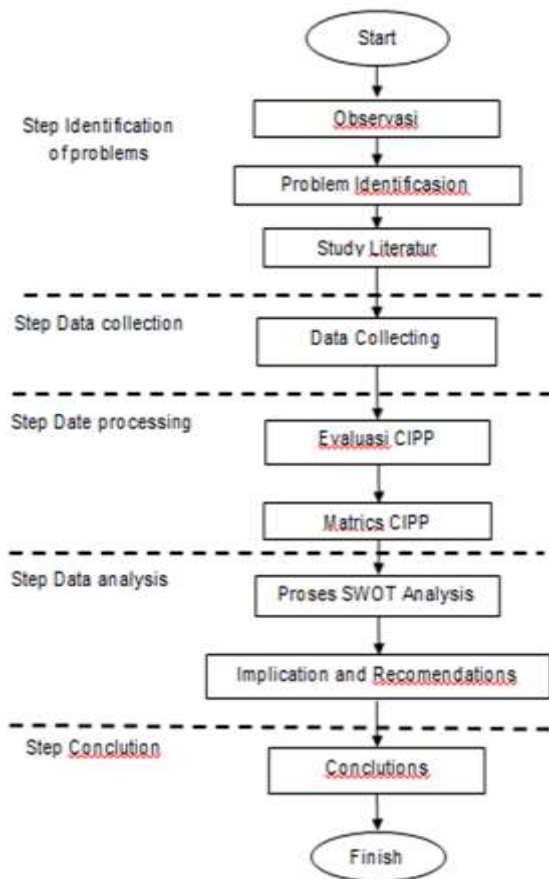 Start
Step Identification
of problems
Observasi
Problem Identificasion
Study Literatur
Step Data collection
Data Collecting
Step Date processing
Evaluasi CIPP
Matrics CIPP
Step Data analysis
Proses SWOT Analysis
Implication and Recomendations
Step Conclution
Conclutions
Finish